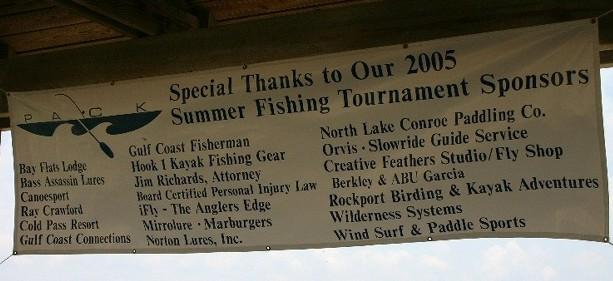 Special Thanks to Our 2005
Summer Fishing Tournament Sponsors
P A C K
Bay Flats Lodge
Bass Assassin Lures
Canoesport
Ray Crawford
Cold Pass Resort
Gulf Coast Connections
Gulf Coast Fisherman
Hook 1 Kayak Fishing Gear
Jim Richards, Attorney
Board Certified Personal Injury Law
iFly - The Anglers Edge
Mirrolure · Marburgers
Norton Lures, Inc.
North Lake Conroe Paddling Co.
Orvis · Slowride Guide Service
Creative Feathers Studio/Fly Shop
Berkley & ABU Garcia
Rockport Birding & Kayak Adventures
Wilderness Systems
Wind Surf & Paddle Sports